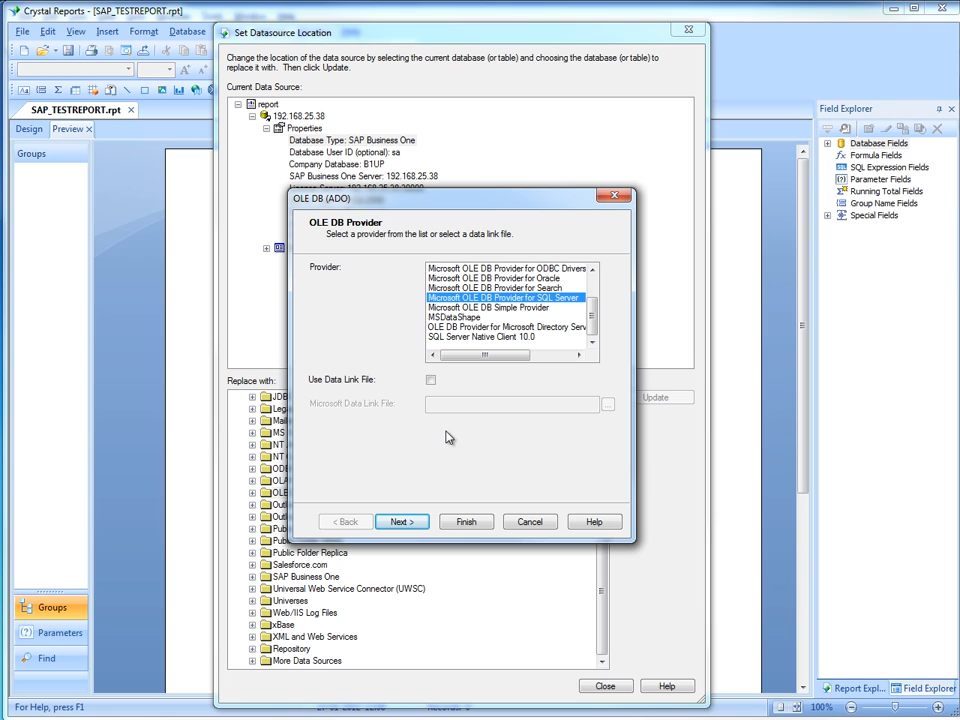 Crystal Reports - [SAP_TESTREPORT.rpt]
File Edit View Insert Format Database
SAP_TESTREPORT.rpt
Design Preview
Groups
Groups
Parameters
Find
For Help, press F1
Set Datasource Location
Change the location of the data source by selecting the current database (or table) and choosing the database (or table) to
replace it with. Then click Update.
Current Data Source:
report
192.168.25.38
Properties
Database Type: SAP Business One
Database User ID (optional): sa
Company Database: B1UP
SAP Business One Server: 192.168.25.38
OLE DB (ADO)
OLE DB Provider
Select a provider from the list or select a data link file.
Provider:
Microsoft OLE DB Provider for ODBC Drivers
Microsoft OLE DB Provider for Oracle
Microsoft OLE DB Provider for Search
Microsoft OLE DB Provider for SQL Server
Microsoft OLE DB Simple Provider
MSDataShape
OLE DB Provider for Microsoft Directory Serv
SQL Server Native Client 10.0
Use Data Link File:
Microsoft Data Link File:
...
< Back Next > Finish Cancel Help
Replace with:
JDB
Lega
Mail
MS
NT
NT
ODB
OLA
OLE
Outl
Outl
Pub
Pub
Public Folder Replica
Salesforce.com
SAP Business One
Universal Web Service Connector (UWSC)
Universes
Web/IIS Log Files
xBase
XML and Web Services
Repository
More Data Sources
Update
Close Help
Field Explorer
Database Fields
Formula Fields
SQL Expression Fields
Parameter Fields
Running Total Fields
Group Name Fields
Special Fields
Report Expl... Field Explorer
100%